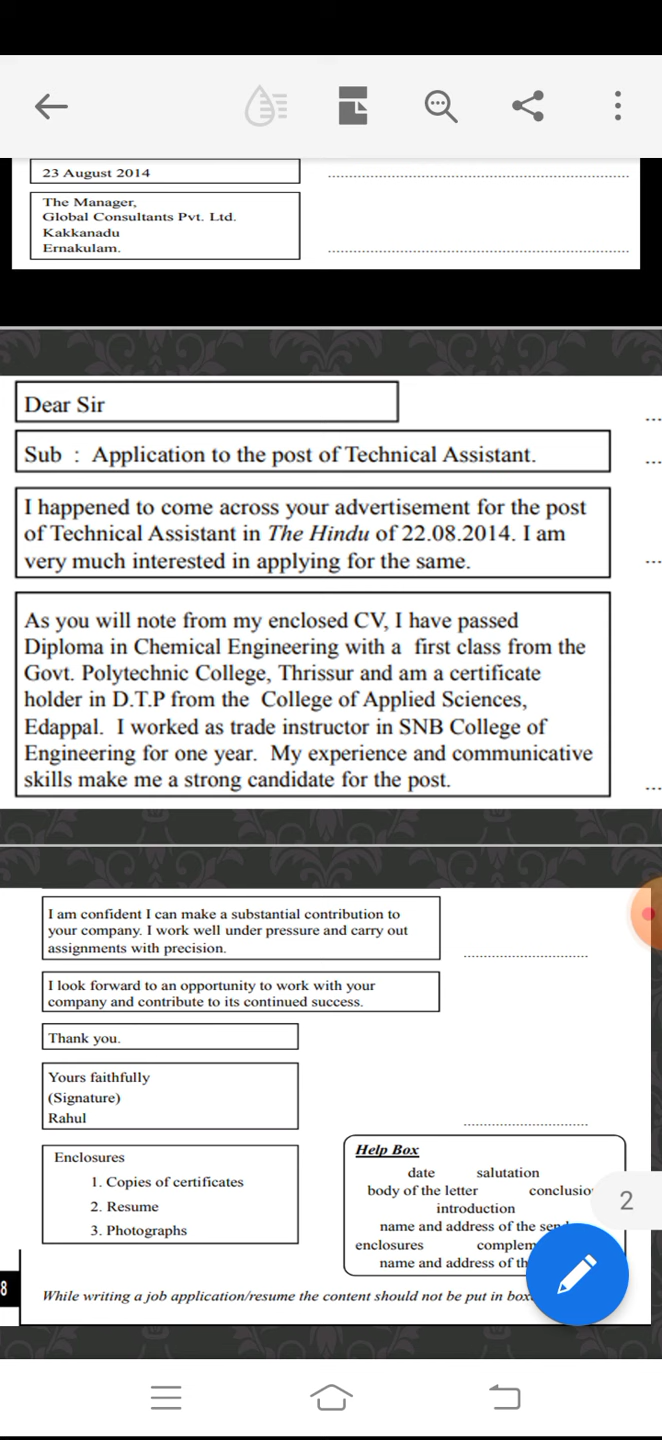 23 August 2014
The Manager,
Global Consultants Pvt. Ltd.
Kakkanadu
Ernakulam.
Dear Sir
Sub : Application to the post of Technical Assistant.
I happened to come across your advertisement for the post
of Technical Assistant in The Hindu of 22.08.2014. I am
very much interested in applying for the same.
As you will note from my enclosed CV, I have passed
Diploma in Chemical Engineering with a first class from the
Govt. Polytechnic College, Thrissur and am a certificate
holder in D.T.P from the College of Applied Sciences,
Edappal. I worked as trade instructor in SNB College of
Engineering for one year. My experience and communicative
skills make me a strong candidate for the post.
I am confident I can make a substantial contribution to
your company. I work well under pressure and carry out
assignments with precision.
I look forward to an opportunity to work with your
company and contribute to its continued success.
Thank you.
Yours faithfully
(Signature)
Rahul
Enclosures
1. Copies of certificates
2. Resume
3. Photographs
Help Box
date salutation
body of the letter
introduction
name and address of the
enclosures
name and address of
2
8
While writing a job application/resume the content should not be put in